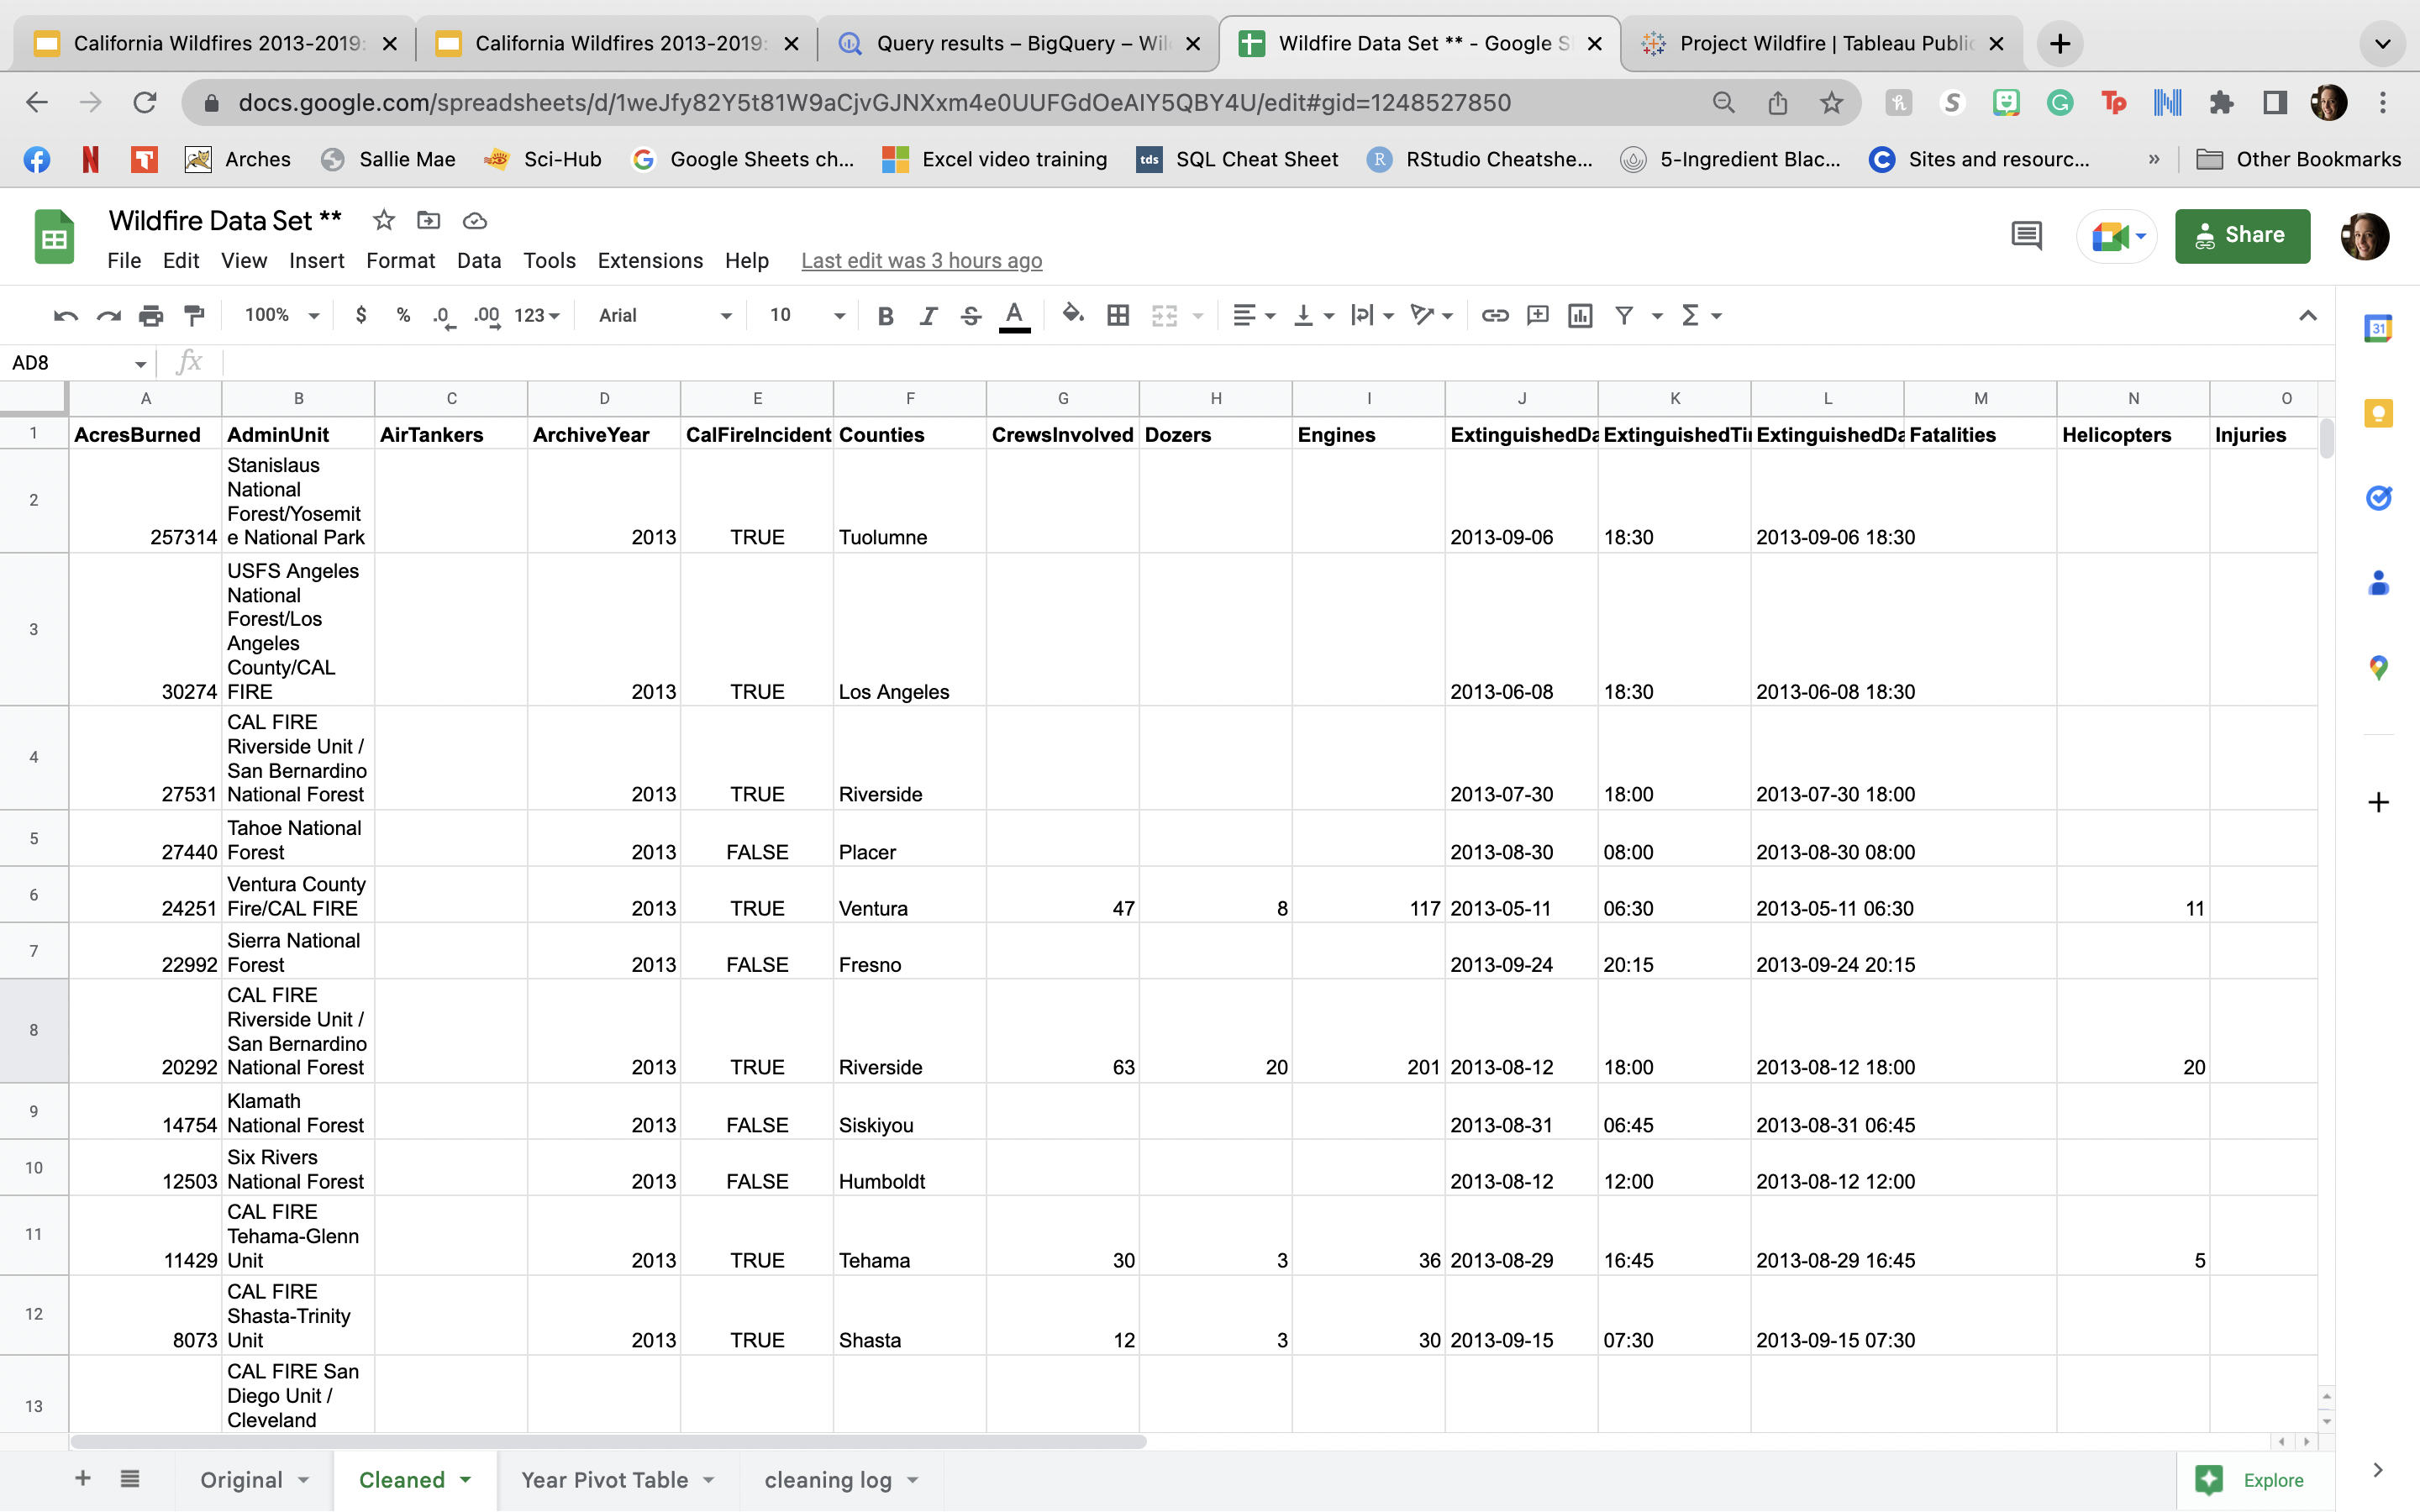 California Wildfires 2013-2019: California Wildfires 2013-2019: Query results – BigQuery – Wil Wildfire Data Set ** - Google S Project Wildfire | Tableau Public
docs.google.com/spreadsheets/d/1weJfy82Y5t81W9aCjvGJNXxm4e0UUFGdOeAIY5QBY4U/edit#gid=1248527850
Arches Sallie Mae Sci-Hub Google Sheets ch... Excel video training tds SQL Cheat Sheet R RStudio Cheatshe... 5-Ingredient Blac... Sites and resourc... » Other Bookmarks
Wildfire Data Set **
File Edit View Insert Format Data Tools Extensions Help Last edit was 3 hours ago
Share
100% $ % .0 .00 123 Arial 10 B I S A Σ
31
AD8 fx
A B C D E F G H I J K L M N O
1 AcresBurned AdminUnit AirTankers ArchiveYear CalFireIncident Counties CrewsInvolved Dozers Engines ExtinguishedDa ExtinguishedTi ExtinguishedDa Fatalities Helicopters Injuries
Stanislaus
National
2 Forest/Yosemit
257314 e National Park 2013 TRUE Tuolumne 2013-09-06 18:30 2013-09-06 18:30
USFS Angeles
National
Forest/Los
3 Angeles
County/CAL
30274 FIRE 2013 TRUE Los Angeles 2013-06-08 18:30 2013-06-08 18:30
CAL FIRE
Riverside Unit /
4 San Bernardino
27531 National Forest 2013 TRUE Riverside 2013-07-30 18:00 2013-07-30 18:00
5 Tahoe National
27440 Forest 2013 FALSE Placer 2013-08-30 08:00 2013-08-30 08:00
6 Ventura County
24251 Fire/CAL FIRE 2013 TRUE Ventura 47 8 117 2013-05-11 06:30 2013-05-11 06:30 11
7 Sierra National
22992 Forest 2013 FALSE Fresno 2013-09-24 20:15 2013-09-24 20:15
CAL FIRE
Riverside Unit /
8 San Bernardino
20292 National Forest 2013 TRUE Riverside 63 20 201 2013-08-12 18:00 2013-08-12 18:00 20
9 Klamath
14754 National Forest 2013 FALSE Siskiyou 2013-08-31 06:45 2013-08-31 06:45
10 Six Rivers
12503 National Forest 2013 FALSE Humboldt 2013-08-12 12:00 2013-08-12 12:00
CAL FIRE
11 Tehama-Glenn
11429 Unit 2013 TRUE Tehama 30 3 36 2013-08-29 16:45 2013-08-29 16:45 5
CAL FIRE
12 Shasta-Trinity
8073 Unit 2013 TRUE Shasta 12 3 30 2013-09-15 07:30 2013-09-15 07:30
CAL FIRE San
Diego Unit /
13 Cleveland
Original Cleaned Year Pivot Table cleaning log Explore